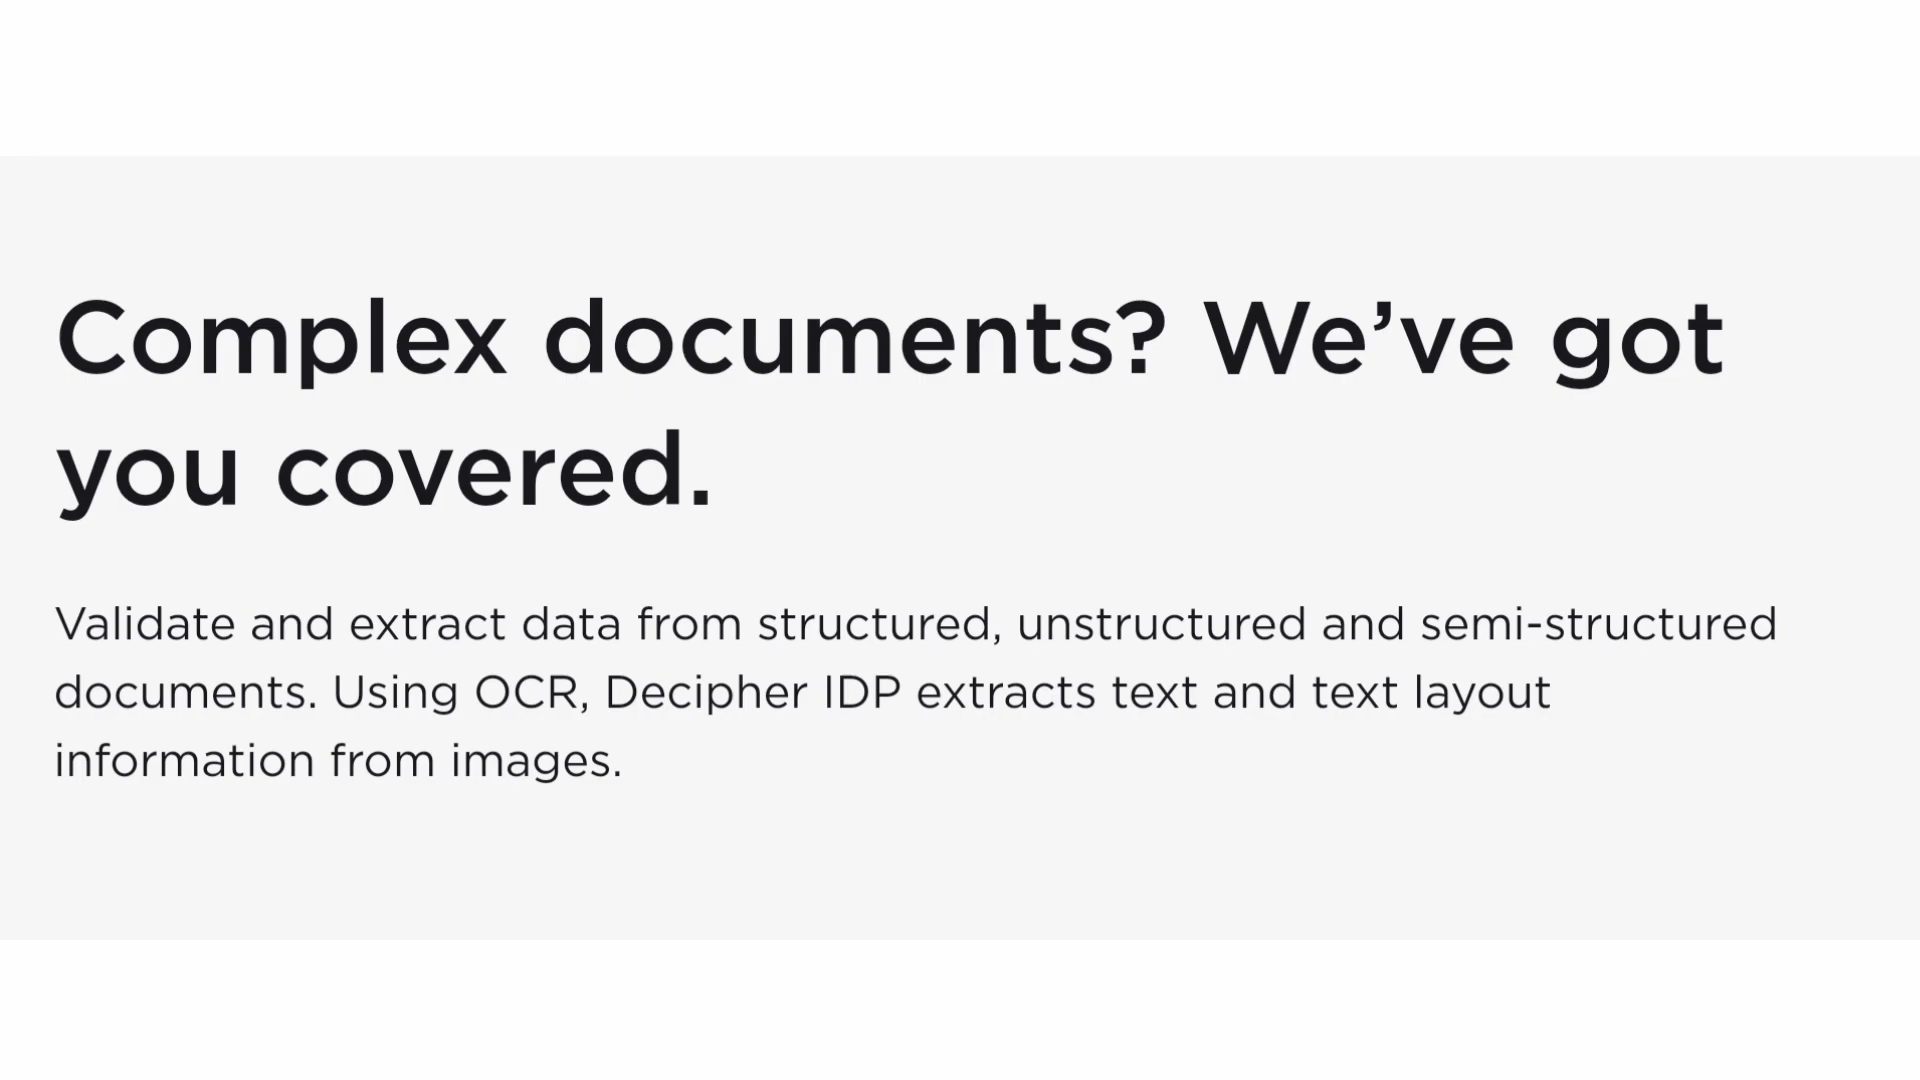 Complex documents? We’ve got
you covered.
Validate and extract data from structured, unstructured and semi-structured
documents. Using OCR, Decipher IDP extracts text and text layout
information from images.